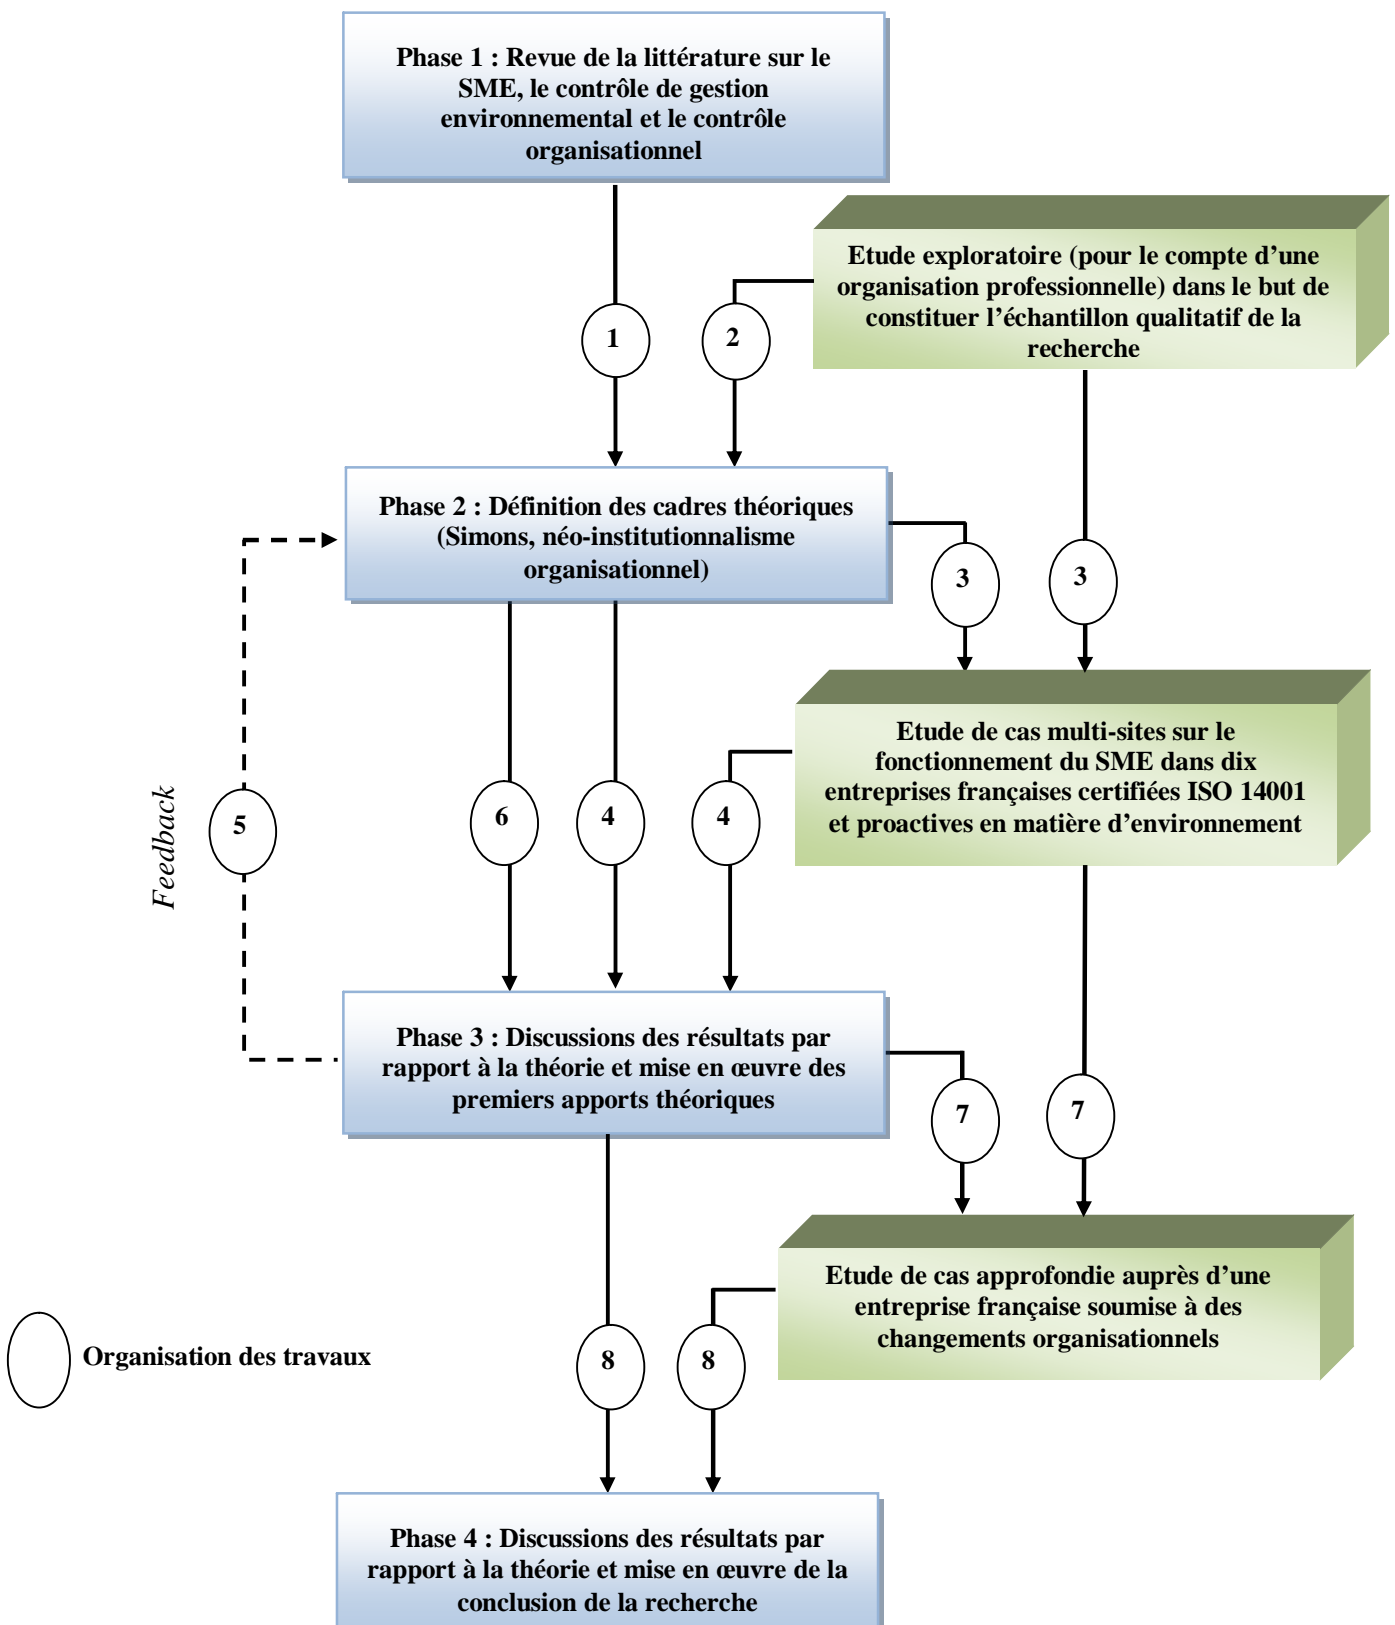 Phase 1 : Revue de la littérature sur le
SME, le contrôle de gestion
environnemental et le contrôle
organisationnel
Etude exploratoire (pour le compte d’une
organisation professionnelle) dans le but de
constituer l’échantillon qualitatif de la
recherche
1
2
Phase 2 : Définition des cadres théoriques
(Simons, néo-institutionnalisme
organisationnel)
3
3
Etude de cas multi-sites sur le
fonctionnement du SME dans dix
entreprises françaises certifiées ISO 14001
et proactives en matière d’environnement
Feedback
5
6
4
4
Phase 3 : Discussions des résultats par
rapport à la théorie et mise en œuvre des
premiers apports théoriques
7
7
Etude de cas approfondie auprès d’une
entreprise française soumise à des
changements organisationnels
Organisation des travaux
8
8
Phase 4 : Discussions des résultats par
rapport à la théorie et mise en œuvre de la
conclusion de la recherche